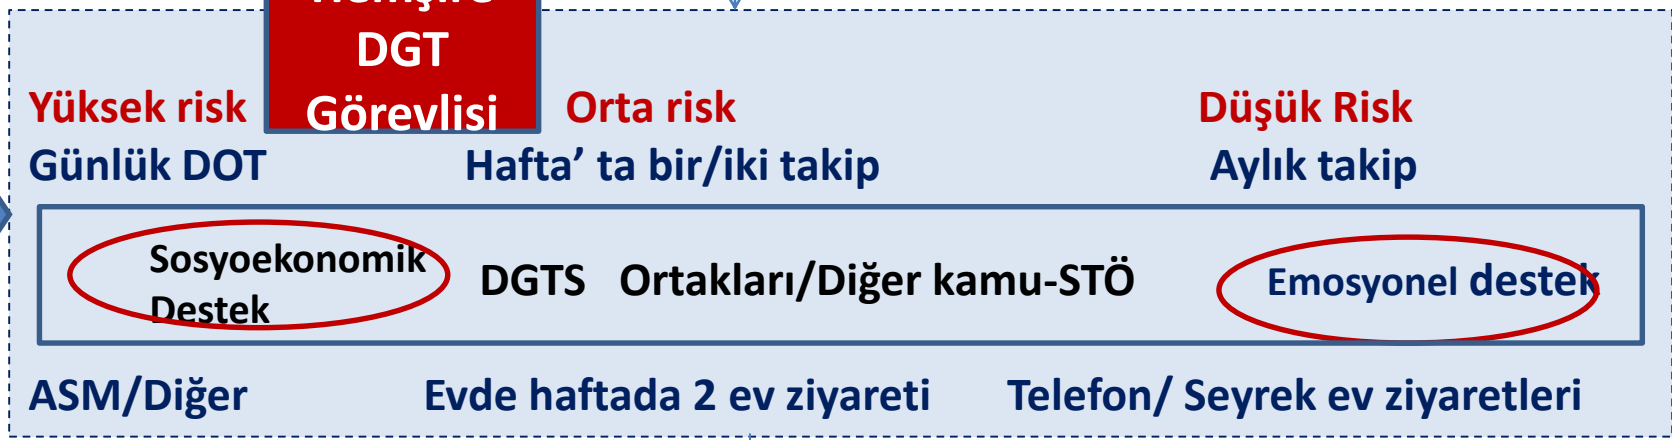 DGT
Görevlisi
Yüksek risk Orta risk Düşük Risk
Günlük DOT Hafta’ ta bir/iki takip Aylık takip
Sosyoekonomik
Destek
DGTS Ortakları/Diğer kamu-STÖ
Emosyonel destek
ASM/Diğer Evde haftada 2 ev ziyareti Telefon/ Seyrek ev ziyaretleri